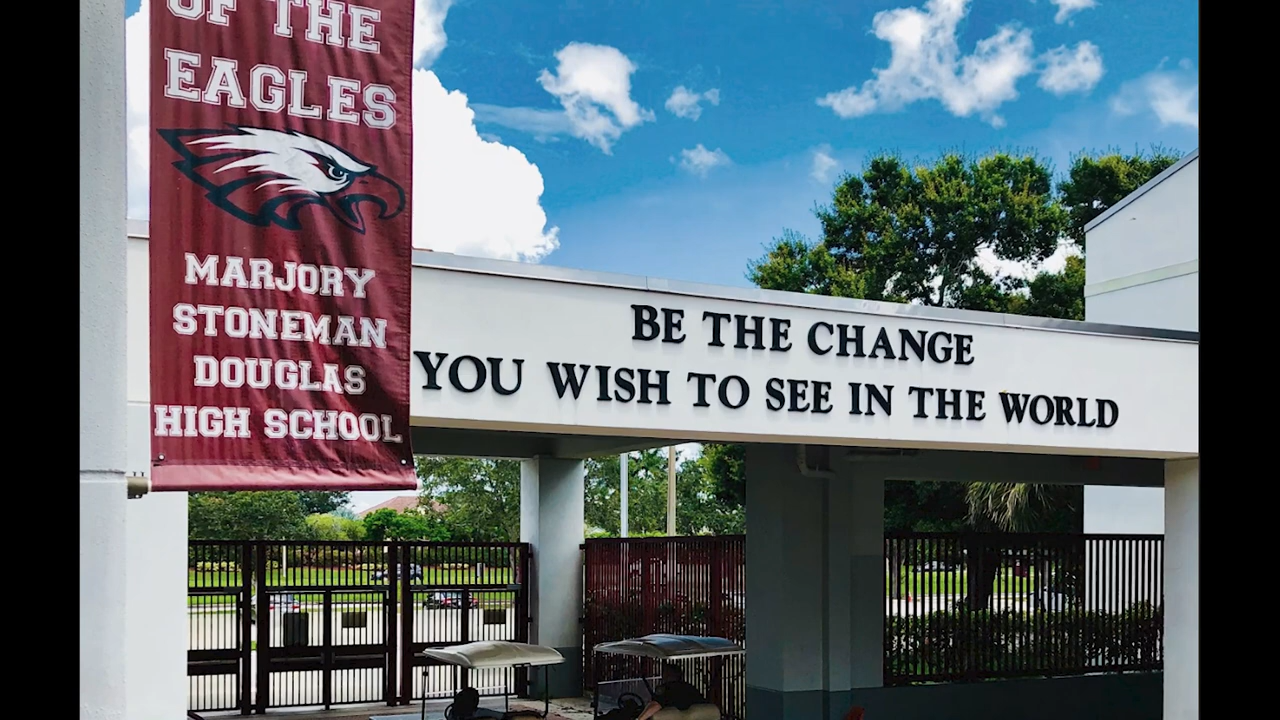 OF THE
EAGLES
MARJORY
STONEMAN
DOUGLAS
HIGH SCHOOL
BE THE CHANGE
YOU WISH TO SEE IN THE WORLD